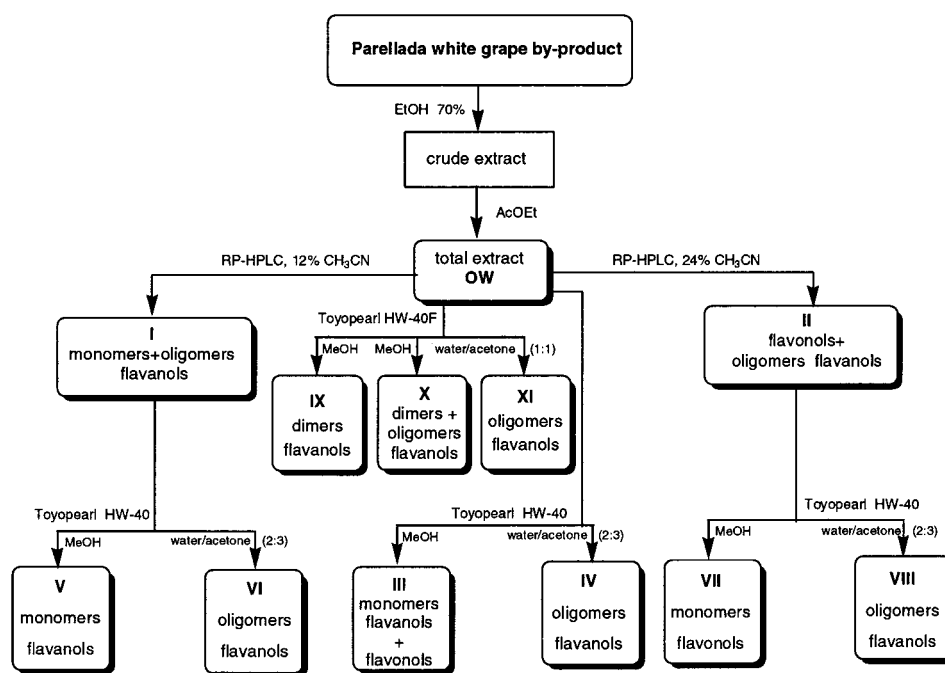 Parellada white grape by-product
EtOH 70%
crude extract
AcOEt
total extract
OW
RP-HPLC, 12% CH₃CN
RP-HPLC, 24% CH₃CN
I
monomers+oligomers
flavanols
II
flavonols+
oligomers flavanols
Toyopearl HW-40F
MeOH
MeOH
water/acetone (1:1)
IX
dimers
flavanols
X
dimers +
oligomers
flavanols
XI
oligomers
flavanols
Toyopearl HW-40
MeOH
water/acetone (2:3)
V
monomers
flavanols
VI
oligomers
flavanols
Toyopearl HW-40
MeOH
water/acetone (2:3)
III
monomers
flavanols
+
flavonols
IV
oligomers
flavanols
Toyopearl HW-40
MeOH
water/acetone (2:3)
VII
monomers
flavonols
VIII
oligomers
flavanols